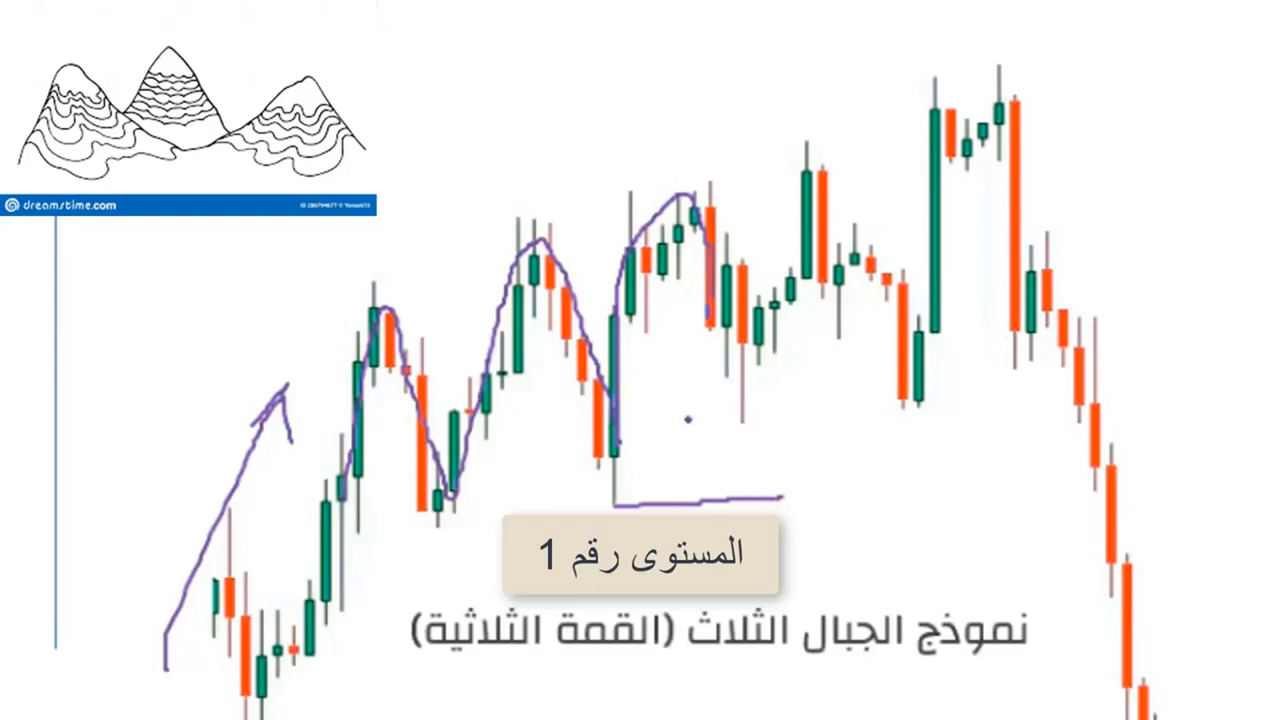 dreamstime.com
المستوى رقم 1
نموذج الجبال الثلاث (القمة الثلاثية)